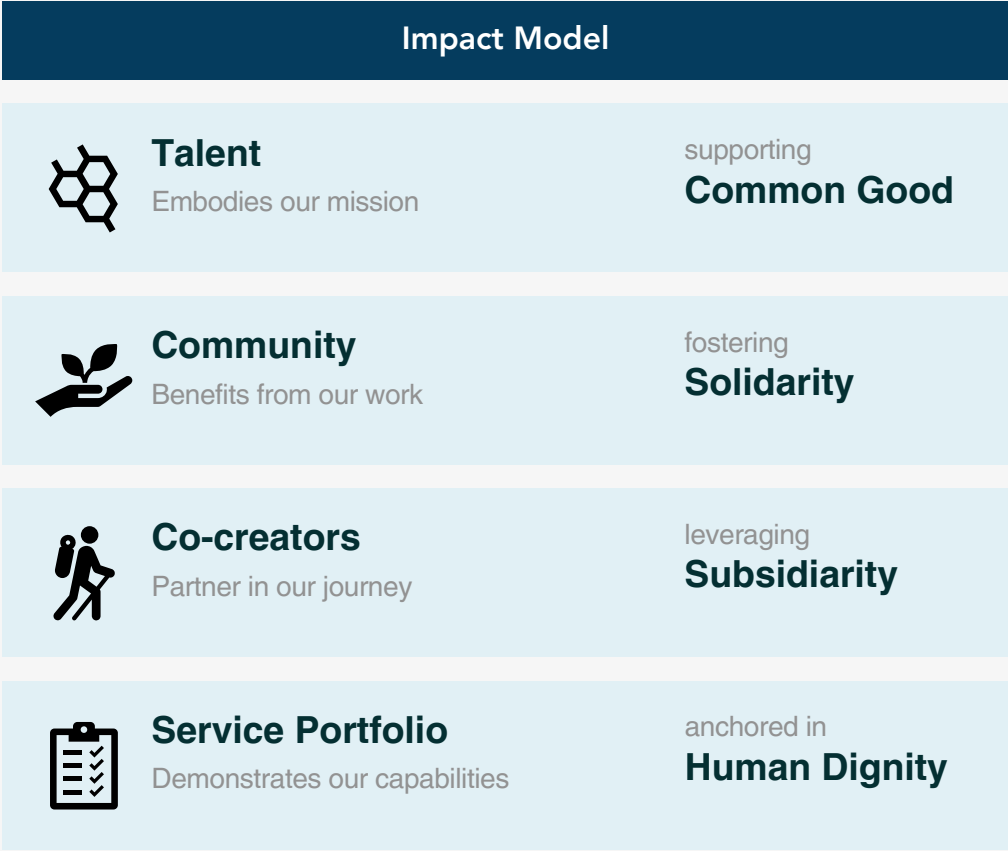 Impact Model
Talent
Embodies our mission
supporting
Common Good
Community
Benefits from our work
fostering
Solidarity
Co-creators
Partner in our journey
leveraging
Subsidiarity
Service Portfolio
Demonstrates our capabilities
anchored in
Human Dignity